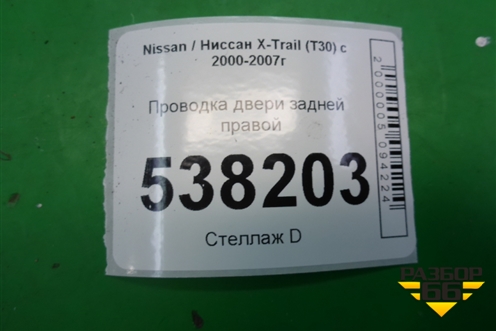 Nissan / Ниссан X-Trail (T30) с
2000-2007г
Проводка двери задней
правой
538203
Стеллаж D
2000005094224
РАЗБОР
66